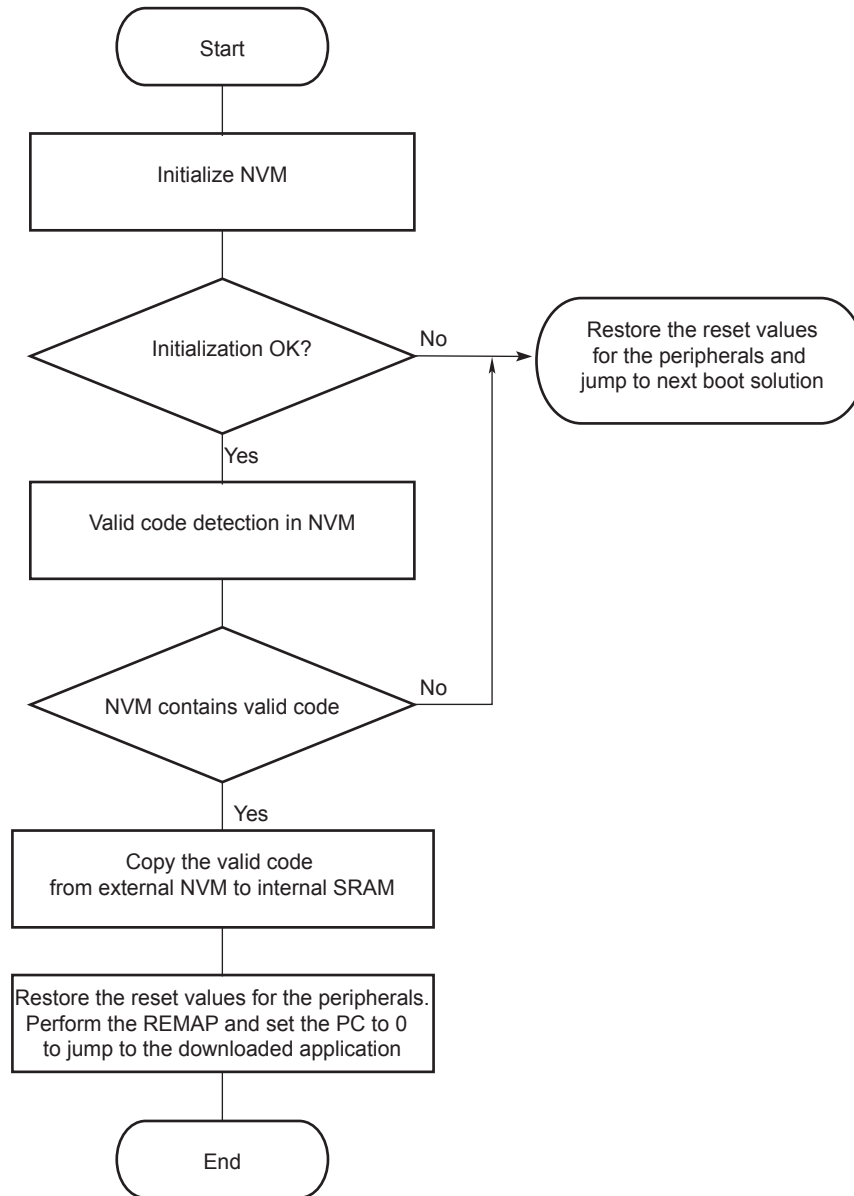 Start
Initialize NVM
Initialization OK?
No
Restore the reset values
for the peripherals and
jump to next boot solution
Yes
Valid code detection in NVM
NVM contains valid code
No
Yes
Copy the valid code
from external NVM to internal SRAM
Restore the reset values for the peripherals.
Perform the REMAP and set the PC to 0
to jump to the downloaded application
End